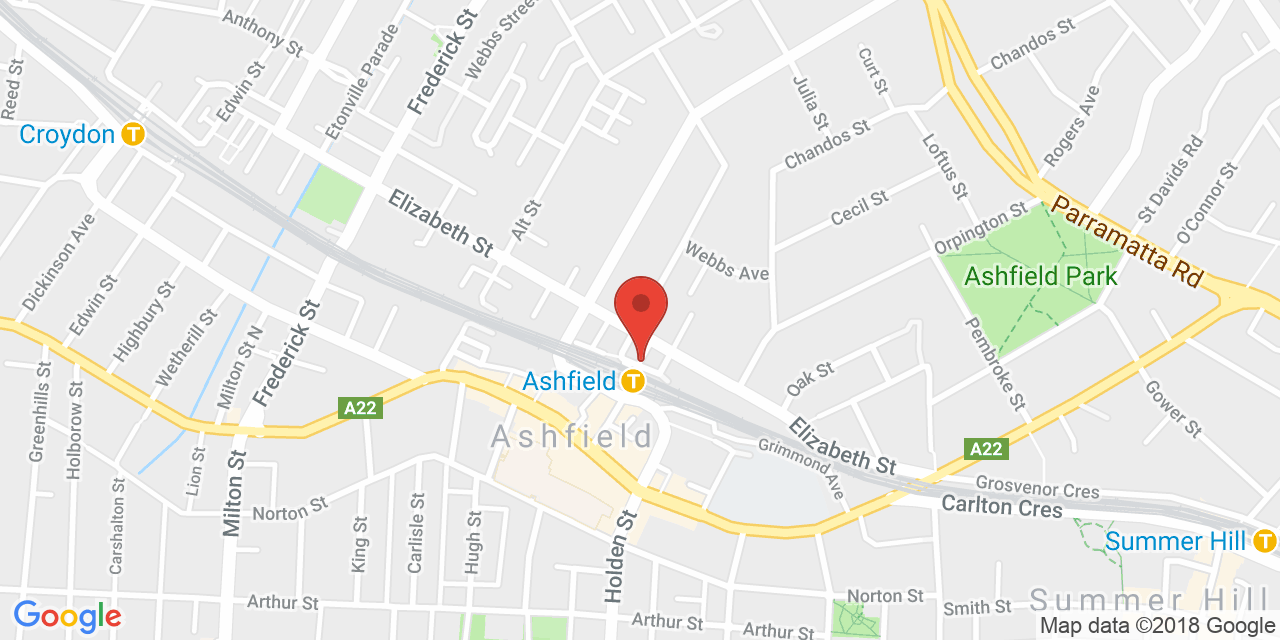 Anthony St
Frederick St
Webbs Street
Chandos St
Reed St
Edwin St
Etonville Parade
Curt St
Julia St
Rogers Ave
Croydon T
Chandos St
Loftus St
St Davids Rd
O'Connor St
Elizabeth St
Alt St
Cecil St
Orpington St
Parramatta Rd
Dickinson Ave
Webbs Ave
Ashfield Park
Edwin St
Highbury St
Wetherill St
Milton St N
Frederick St
Pembroke St
Ashfield T
Oak St
Gower St
Greenhills St
Holborow St
A22
Ashfield
Elizabeth St
A22
Lion St
Grimmond Ave
Carshalton St
Milton St
Norton St
King St
Carlisle St
Hugh St
Holden St
Grosvenor Cres
Carlton Cres
Summer Hill T
Arthur St
Arthur St
Arthur St
Norton St
Smith St
Summer Hill
Google
Map data ©2018 Google